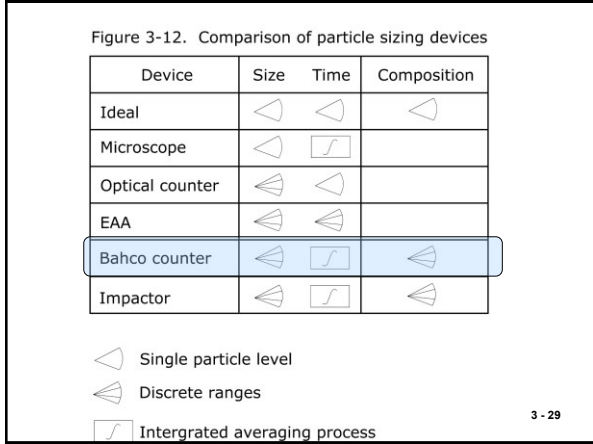 Figure 3-12. Comparison of particle sizing devices
Device Size Time Composition
Ideal
Microscope
Optical counter
EAA
Bahco counter
Impactor
Single particle level
Discrete ranges
Intergrated averaging process
3 - 29